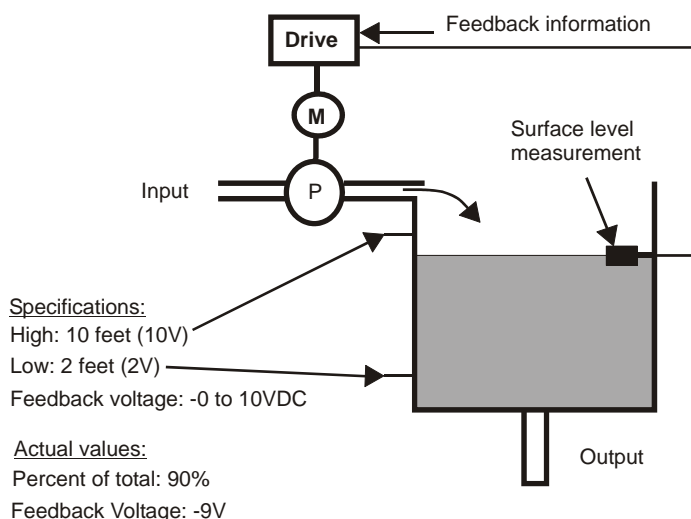 Drive
Feedback information
M
Surface level
measurement
Input
P
Specifications:
High: 10 feet (10V)
Low: 2 feet (2V)
Feedback voltage: -0 to 10VDC
Actual values:
Percent of total: 90%
Feedback Voltage: -9V
Output